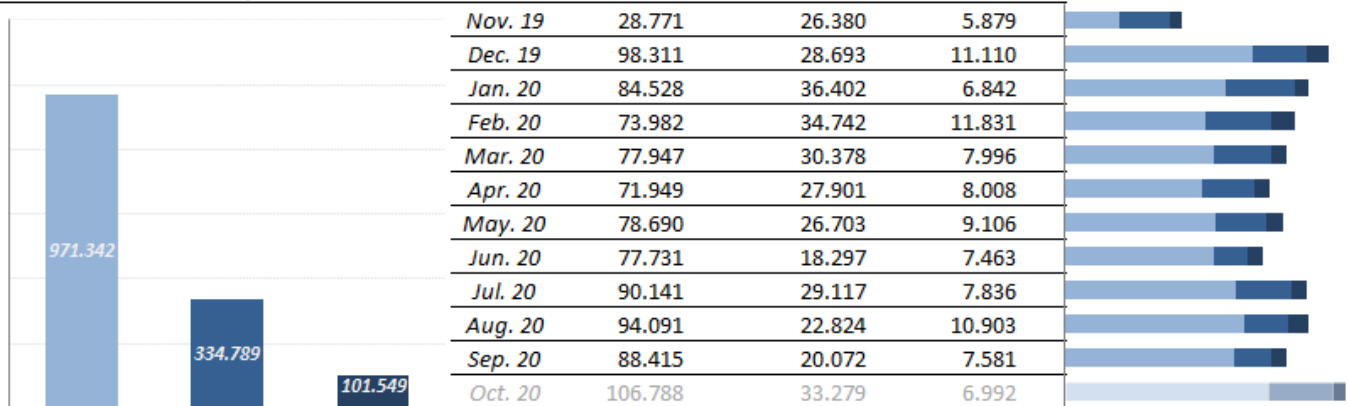 Nov. 19 28.771 26.380 5.879
Dec. 19 98.311 28.693 11.110
Jan. 20 84.528 36.402 6.842
Feb. 20 73.982 34.742 11.831
Mar. 20 77.947 30.378 7.996
Apr. 20 71.949 27.901 8.008
May. 20 78.690 26.703 9.106
Jun. 20 77.731 18.297 7.463
Jul. 20 90.141 29.117 7.836
Aug. 20 94.091 22.824 10.903
Sep. 20 88.415 20.072 7.581
Oct. 20 106.788 33.279 6.992
971.342
334.789
101.549